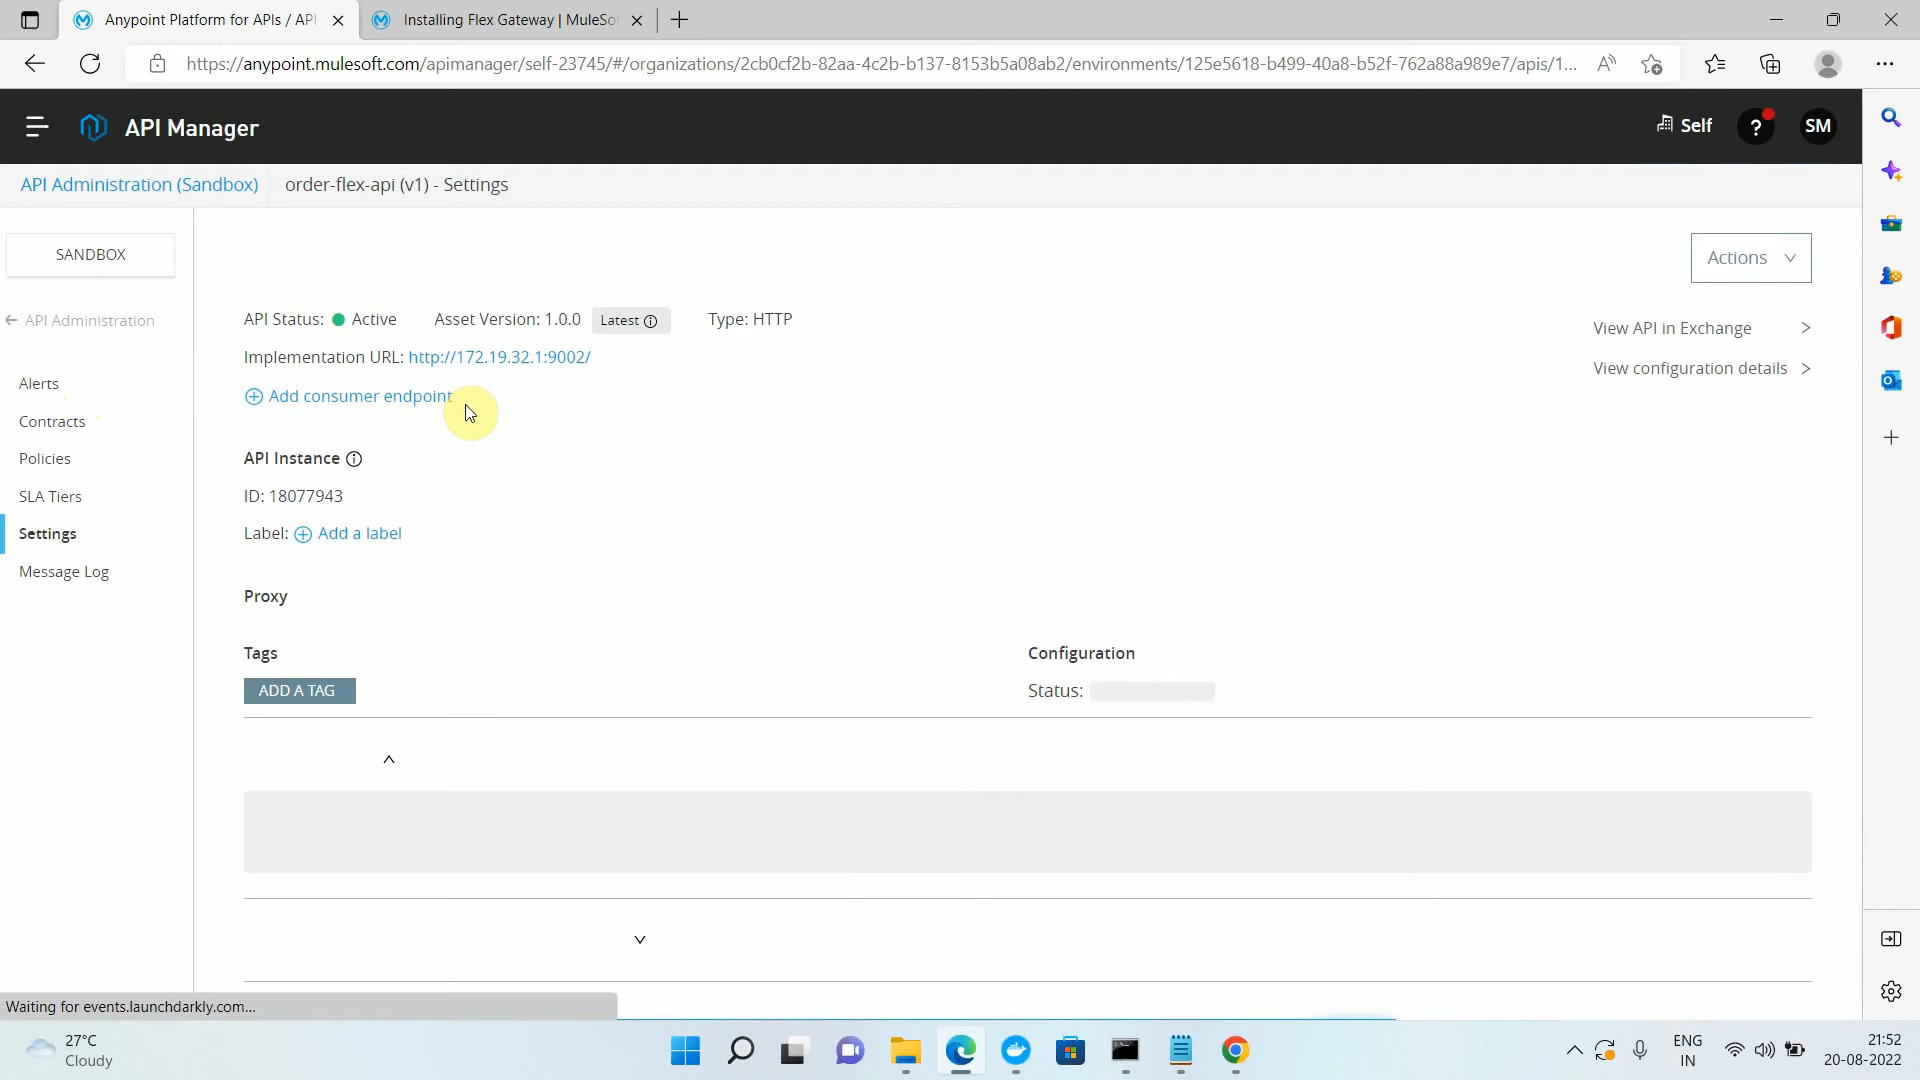 Anypoint Platform for APIs / API
Installing Flex Gateway | MuleSo
https://anypoint.mulesoft.com/apimanager/self-23745/#/organizations/2cb0cf2b-82aa-4c2b-b137-8153b5a08ab2/environments/125e5618-b499-40a8-b52f-762a88a989e7/apis/1...
API Manager
Self
?
SM
API Administration (Sandbox)
order-flex-api (v1) - Settings
SANDBOX
Actions
API Administration
API Status: Active
Asset Version: 1.0.0
Latest
Type: HTTP
View API in Exchange
Implementation URL: http://172.19.32.1:9002/
View configuration details
Alerts
Add consumer endpoint
Contracts
Policies
API Instance
SLA Tiers
ID: 18077943
Settings
Label: Add a label
Message Log
Proxy
Tags
Configuration
ADD A TAG
Status:
Waiting for events.launchdarkly.com...
27°C
Cloudy
ENG
IN
21:52
20-08-2022